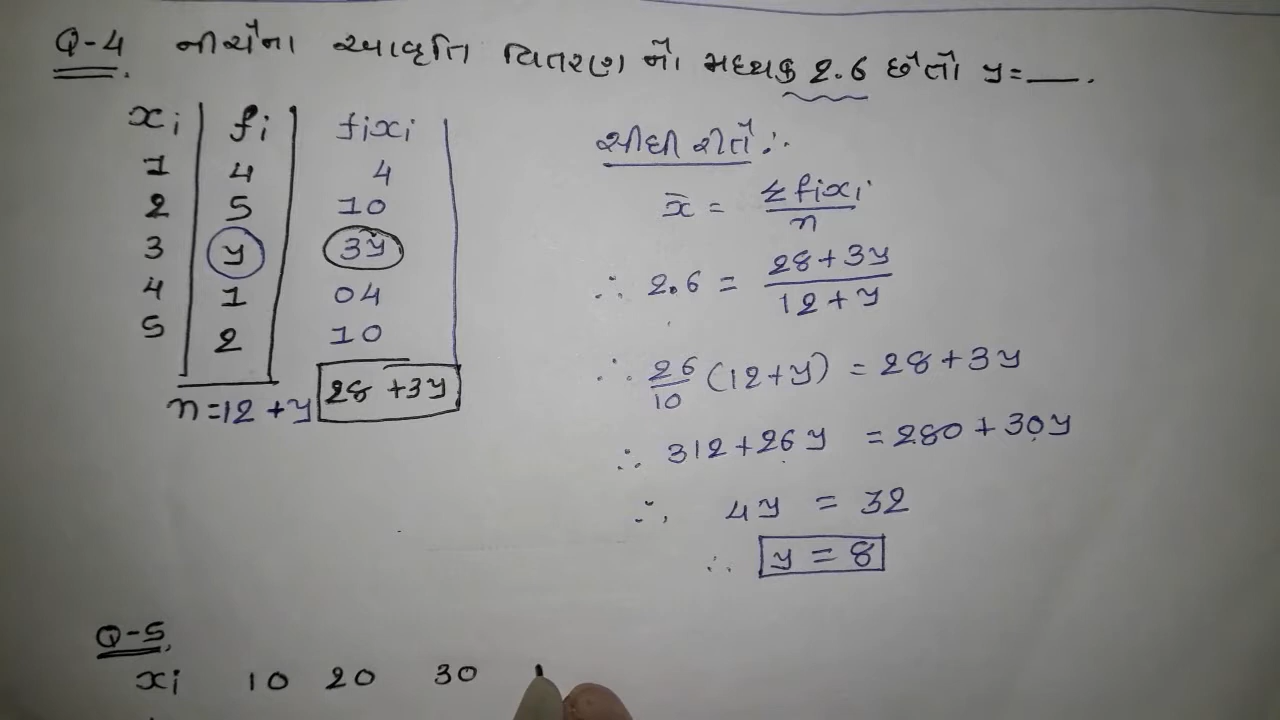 Q-4 નીચેના આવૃત્તિ વિતરણ નો મધ્યક 2.6 છેતો y=___.
xi fi fixi
1 4 4
2 5 10
3 y 3y
4 1 04
5 2 10
n=12+y 28+3y
સીધી રીતે ∴
x̄ = Σfixi/n
∴ 2.6 = 28+3y/12+y
∴ 26/10 (12+y) = 28+3y
∴ 312+26y = 280+30y
∴ 4y = 32
∴ y = 8
Q-5.
xi 10 20 30